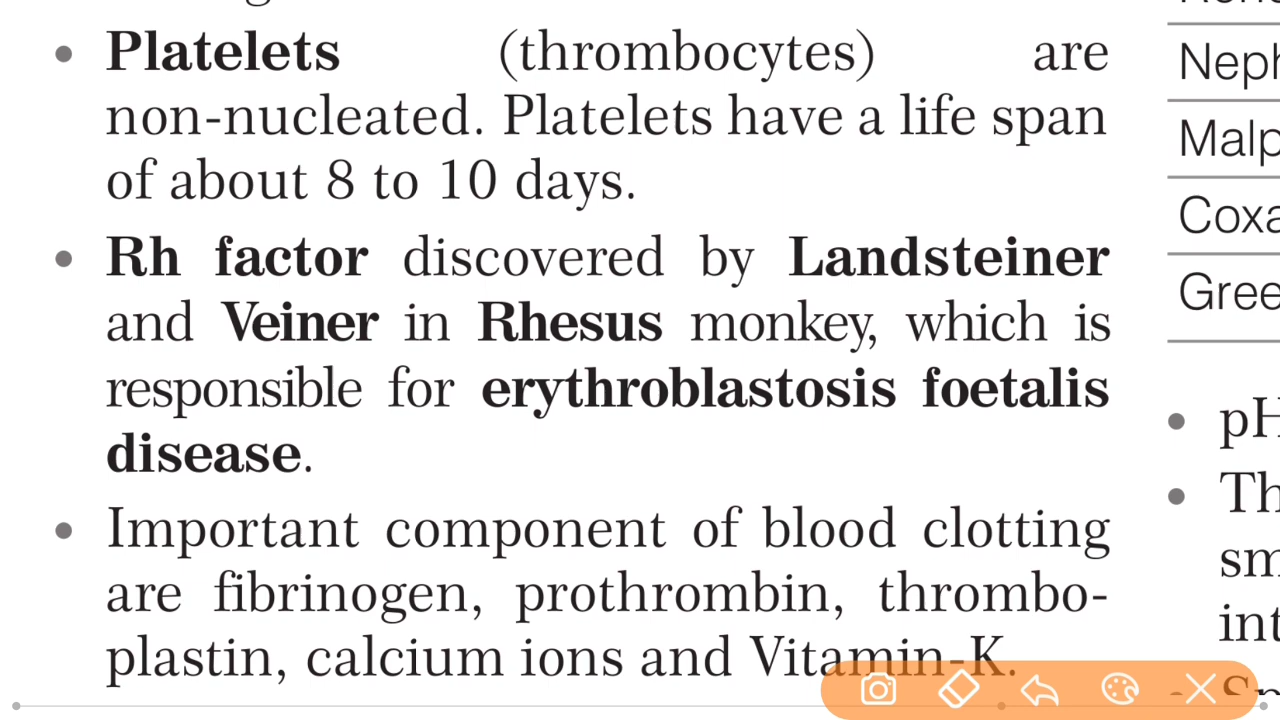 • Platelets (thrombocytes) are
non-nucleated. Platelets have a life span
of about 8 to 10 days.
• Rh factor discovered by Landsteiner
and Veiner in Rhesus monkey, which is
responsible for erythroblastosis foetalis
disease.
• Important component of blood clotting
are fibrinogen, prothrombin, thrombo-
plastin, calcium ions and Vitamin-K.
Neph
Malp
Coxa
Gree
• pH
• Th
sm
int